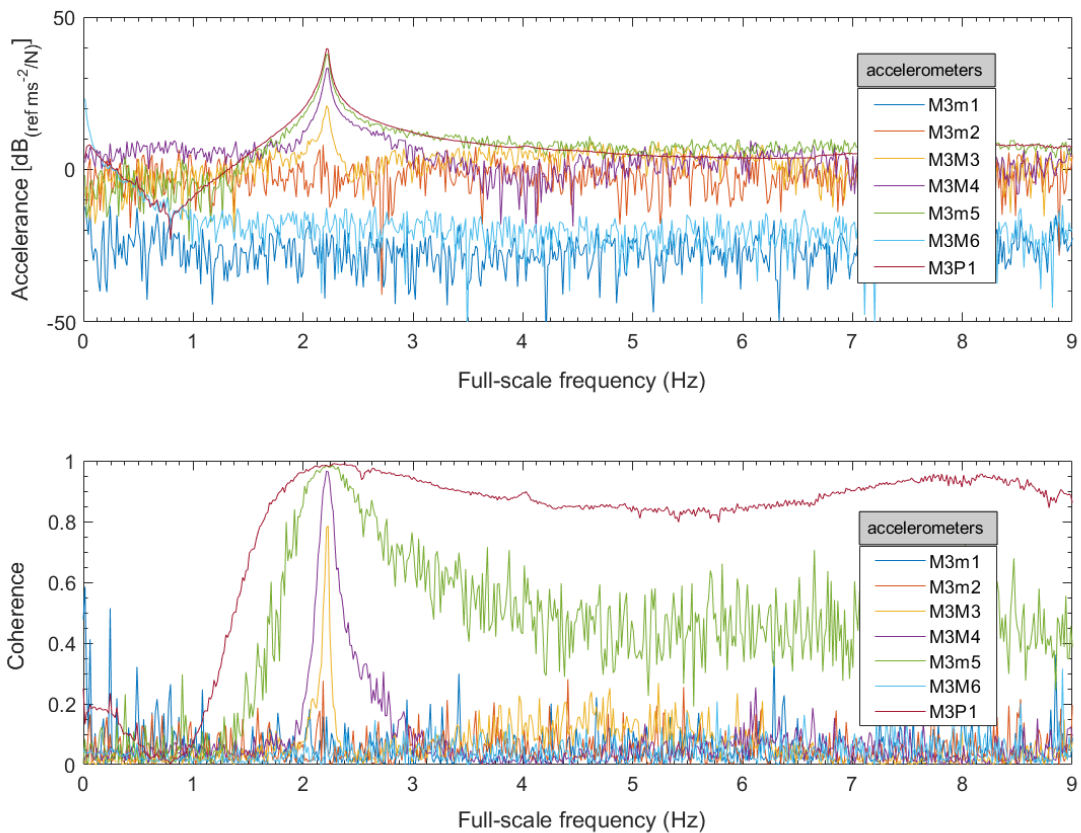 50
0
-50
Accelerance [dB(ref ms-2/N)
0 1 2 3 4 5 6 7 8 9
Full-scale frequency (Hz)
accelerometers
M3m1
M3m2
M3M3
M3M4
M3m5
M3M6
M3P1
1
0.8
0.6
0.4
0.2
0
Coherence
0 1 2 3 4 5 6 7 8 9
Full-scale frequency (Hz)
accelerometers
M3m1
M3m2
M3M3
M3M4
M3m5
M3M6
M3P1